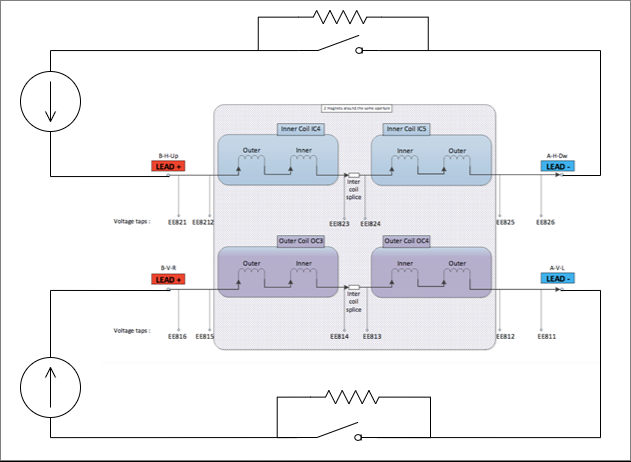 2 magnets around the same aperture
Inner Coil IC4
Inner Coil IC5
Outer
Inner
Inner
Outer
B-H-Up
LEAD +
A-H-Dw
LEAD -
Inter
coil
splice
Voltage taps :
EE821
EE8212
EEI823
EEI824
EE825
EE826
Outer Coil OC3
Outer Coil OC4
Outer
Inner
Inner
Outer
B-V-R
LEAD +
A-V-L
LEAD -
Inter
coil
splice
Voltage taps :
EE816
EE815
EE814
EE813
EE812
EE811